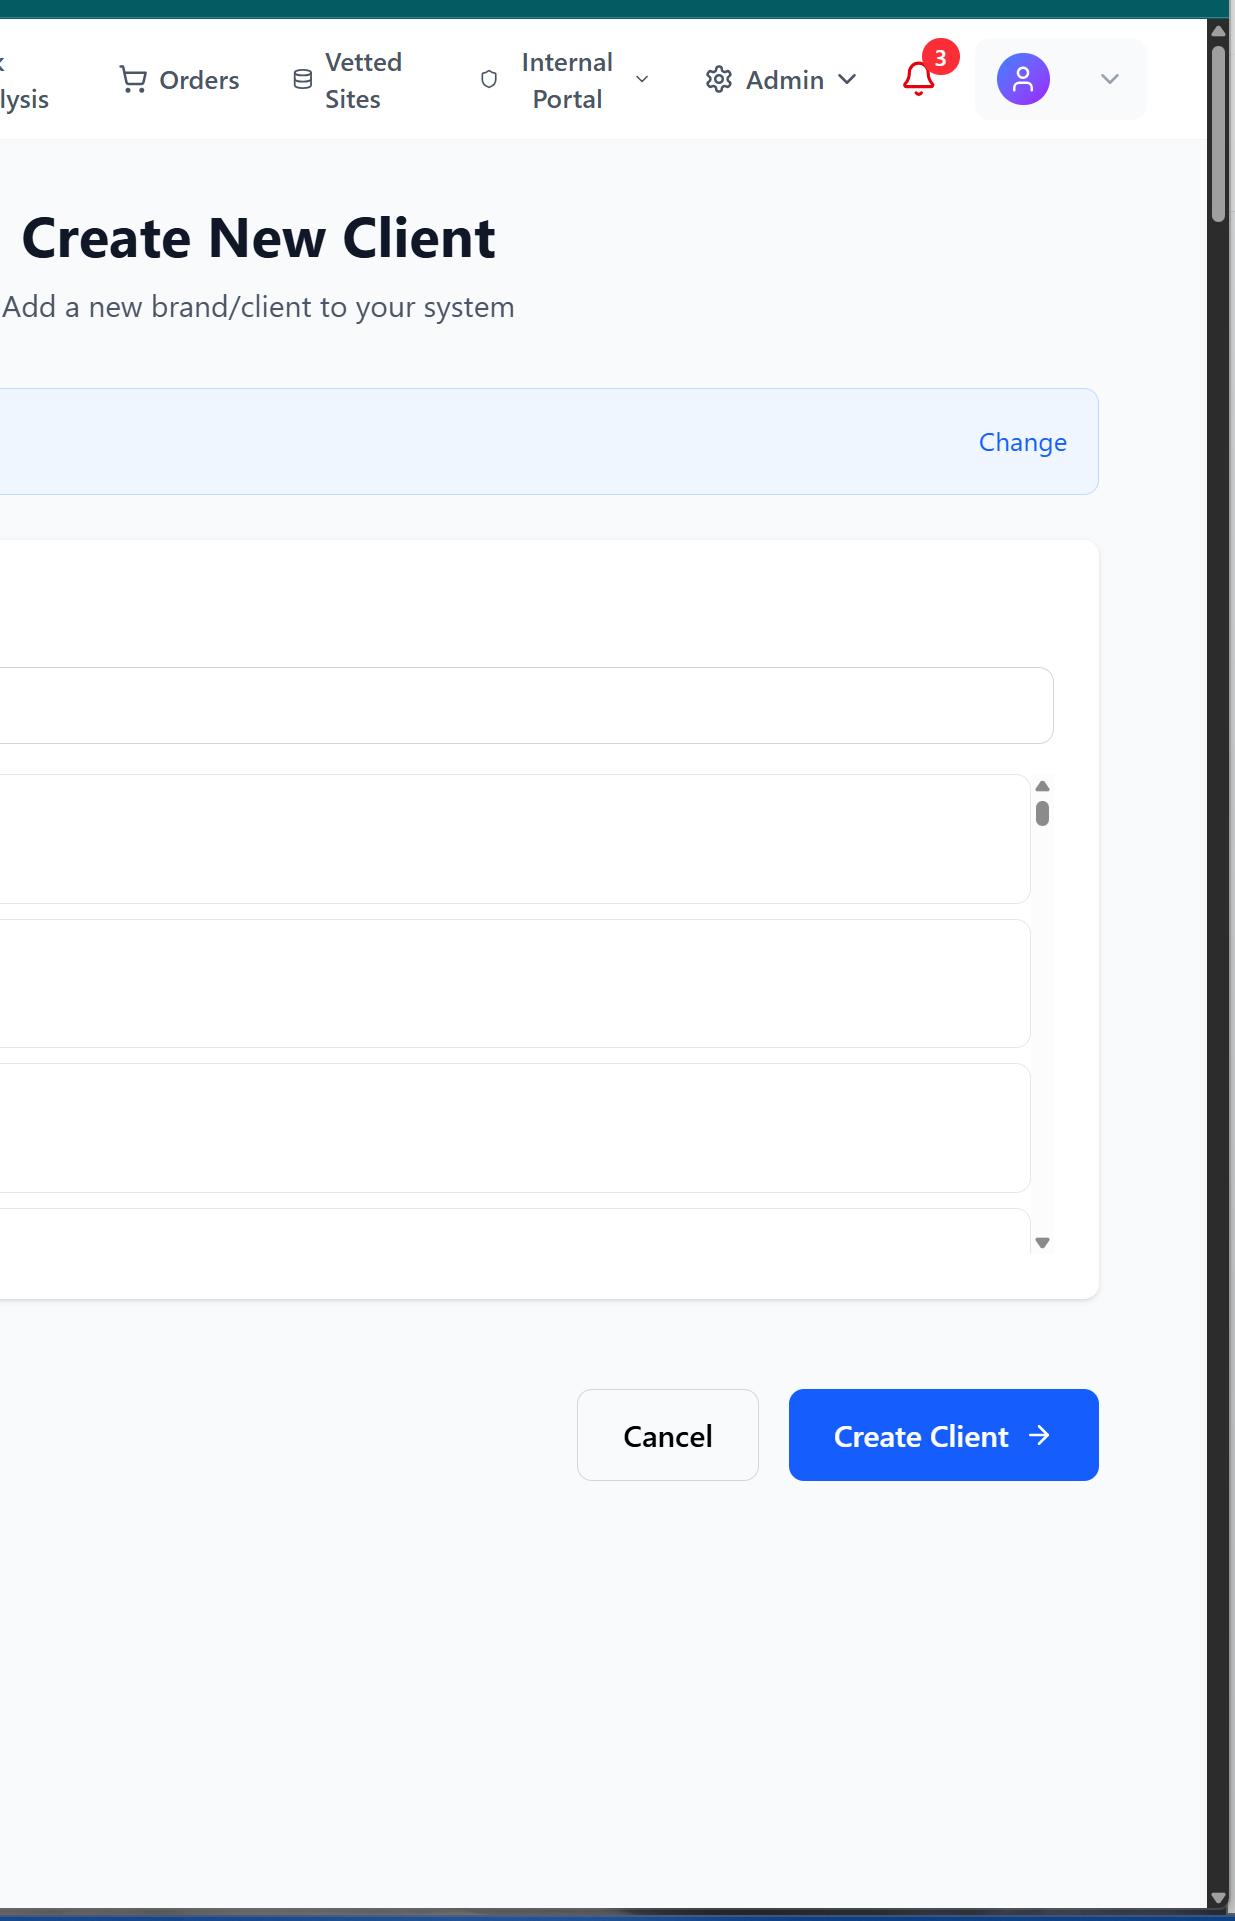 lysis
Orders
Vetted
Sites
Internal
Portal
Admin
3
Create New Client
Add a new brand/client to your system
Change
Cancel
Create Client